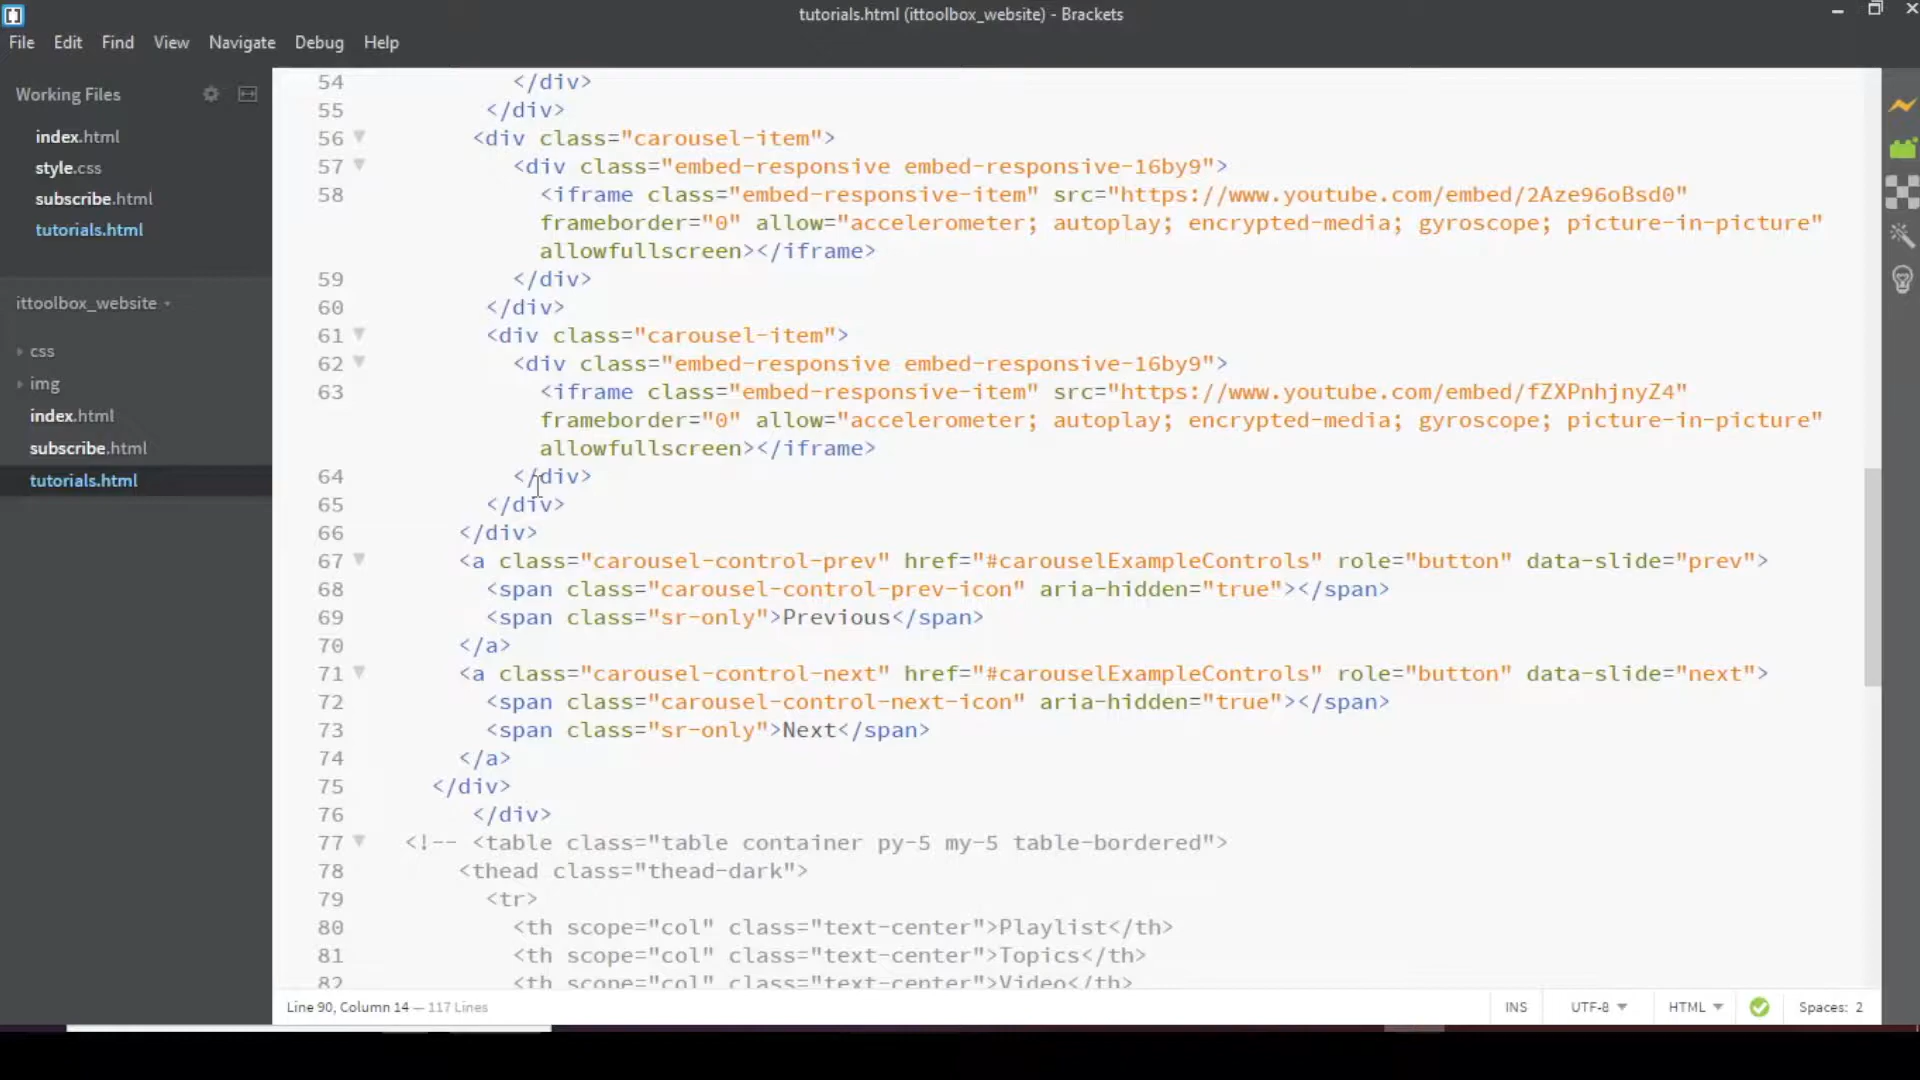 tutorials.html (ittoolbox_website) - Brackets
File Edit Find View Navigate Debug Help
Working Files
index.html
style.css
subscribe.html
tutorials.html
ittoolbox_website
css
img
index.html
subscribe.html
tutorials.html
54 </div>
55 </div>
56 <div class="carousel-item">
57 <div class="embed-responsive embed-responsive-16by9">
58 <iframe class="embed-responsive-item" src="https://www.youtube.com/embed/2Aze96oBsd0"
frameborder="0" allow="accelerometer; autoplay; encrypted-media; gyroscope; picture-in-picture"
allowfullscreen></iframe>
59 </div>
60 </div>
61 <div class="carousel-item">
62 <div class="embed-responsive embed-responsive-16by9">
63 <iframe class="embed-responsive-item" src="https://www.youtube.com/embed/fZXPnhjnyZ4"
frameborder="0" allow="accelerometer; autoplay; encrypted-media; gyroscope; picture-in-picture"
allowfullscreen></iframe>
64 </div>
65 </div>
66 </div>
67 <a class="carousel-control-prev" href="#carouselExampleControls" role="button" data-slide="prev">
68 <span class="carousel-control-prev-icon" aria-hidden="true"></span>
69 <span class="sr-only">Previous</span>
70 </a>
71 <a class="carousel-control-next" href="#carouselExampleControls" role="button" data-slide="next">
72 <span class="carousel-control-next-icon" aria-hidden="true"></span>
73 <span class="sr-only">Next</span>
74 </a>
75 </div>
76 </div>
77 <!-- <table class="table container py-5 my-5 table-bordered">
78 <thead class="thead-dark">
79 <tr>
80 <th scope="col" class="text-center">Playlist</th>
81 <th scope="col" class="text-center">Topics</th>
82 <th scope="col" class="text-center">Video</th>
Line 90, Column 14 — 117 Lines INS UTF-8 HTML Spaces: 2